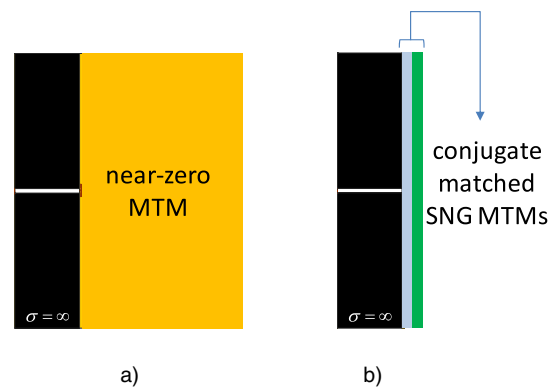 near-zero
MTM
σ = ∞
a)
conjugate
matched
SNG MTMs
σ = ∞
b)